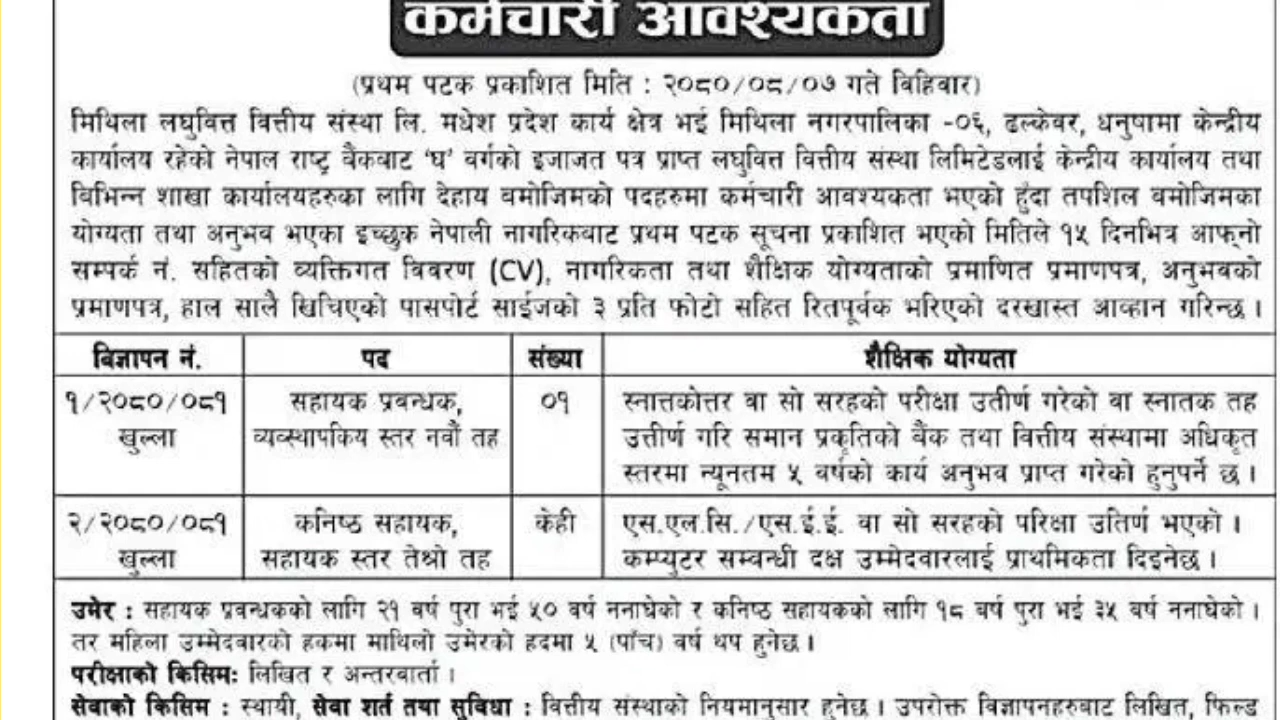 कर्मचारी आवश्यकता
(प्रथम पटक प्रकाशित मिति : २०८०/०८/०७ गते विहिवार)
मिथिला लघुवित्त वित्तीय संस्था लि. मधेश प्रदेश कार्य क्षेत्र भई मिथिला नगरपालिका -०६, ढल्केवर, धनुषामा केन्द्रीय
कार्यालय रहेको नेपाल राष्ट्र बैंकबाट 'घ' वर्गको इजाजत पत्र प्राप्त लघुवित्त वित्तीय संस्था लिमिटेडलाई केन्द्रीय कार्यालय तथा
विभिन्न शाखा कार्यालयहरुका लागि देहाय बमोजिमको पदहरुमा कर्मचारी आवश्यकता भएको हुँदा तपशिल बमोजिमका
योग्यता तथा अनुभव भएका इच्छुक नेपाली नागरिकबाट प्रथम पटक सूचना प्रकाशित भएको मितिले १५ दिनभित्र आफ्नो
सम्पर्क नं. सहितको व्यक्तिगत विवरण (CV), नागरिकता तथा शैक्षिक योग्यताको प्रमाणित प्रमाणपत्र, अनुभवको
प्रमाणपत्र, हाल सालै खिचिएको पासपोर्ट साईजको ३ प्रति फोटो सहित रितपूर्वक भरिएको दरखास्त आव्हान गरिन्छ ।
विज्ञापन नं. पद संख्या शैक्षिक योग्यता
१/२०८०/०८१ सहायक प्रबन्धक, ०१ स्नात्तकोत्तर वा सो सरहको परीक्षा उतीर्ण गरेको वा स्नातक तह
खुल्ला व्यवस्थापकिय स्तर नवौं तह उत्तीर्ण गरि समान प्रकृतिको बैंक तथा वित्तीय संस्थामा अधिकृत
स्तरमा न्यूनतम ५ वर्षको कार्य अनुभव प्राप्त गरेको हुनुपर्ने छ ।
२/२०८०/०८१ कनिष्ठ सहायक, केही एस.एल.सि./एस.ई.ई. वा सो सरहको परिक्षा उतिर्ण भएको ।
खुल्ला सहायक स्तर तेश्रो तह कम्प्युटर सम्बन्धी दक्ष उम्मेदवारलाई प्राथमिकता दिइनेछ ।
उमेर : सहायक प्रबन्धकको लागि २१ वर्ष पुरा भई ५० वर्ष ननाघेको र कनिष्ठ सहायकको लागि १८ बर्ष पुरा भई ३५ बर्ष ननाघेको ।
तर महिला उम्मेदवारको हकमा माथिलो उमेरको हदमा ५ (पाँच) वर्ष थप हुनेछ ।
परीक्षाको किसिमः लिखित र अन्तरवार्ता ।
सेवाको किसिम : स्थायी, सेवा शर्त तथा सुविधा : वित्तीय संस्थाको नियमानुसार हुनेछ । उपरोक्त विज्ञापनहरुबाट लिखित, फिल्ड